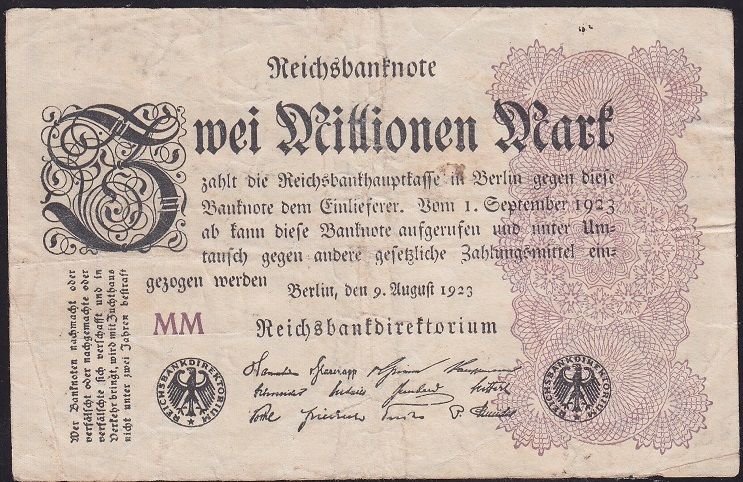 Reichsbanknote
Zwei Millionen Mark
zahlt die Reichsbankhauptkasse in Berlin gegen diese
Banknote dem Einlieferer. Vom 1. September 1923
ab kann diese Banknote aufgerufen und unter Um⸗
tausch gegen andere gesetzliche Zahlungsmittel ein⸗
gezogen werden
Berlin, den 9. August 1923
MM
Reichsbankdirektorium
Wer Banknoten nachmacht oder
verfälscht oder nachgemachte oder
verfälschte sich verschafft und in
Verkehr bringt, wird mit Zuchthaus
nicht unter zwei Jahren bestraft
REICHSBANKDIREKTORIUM
REICHSBANKDIREKTORIUM